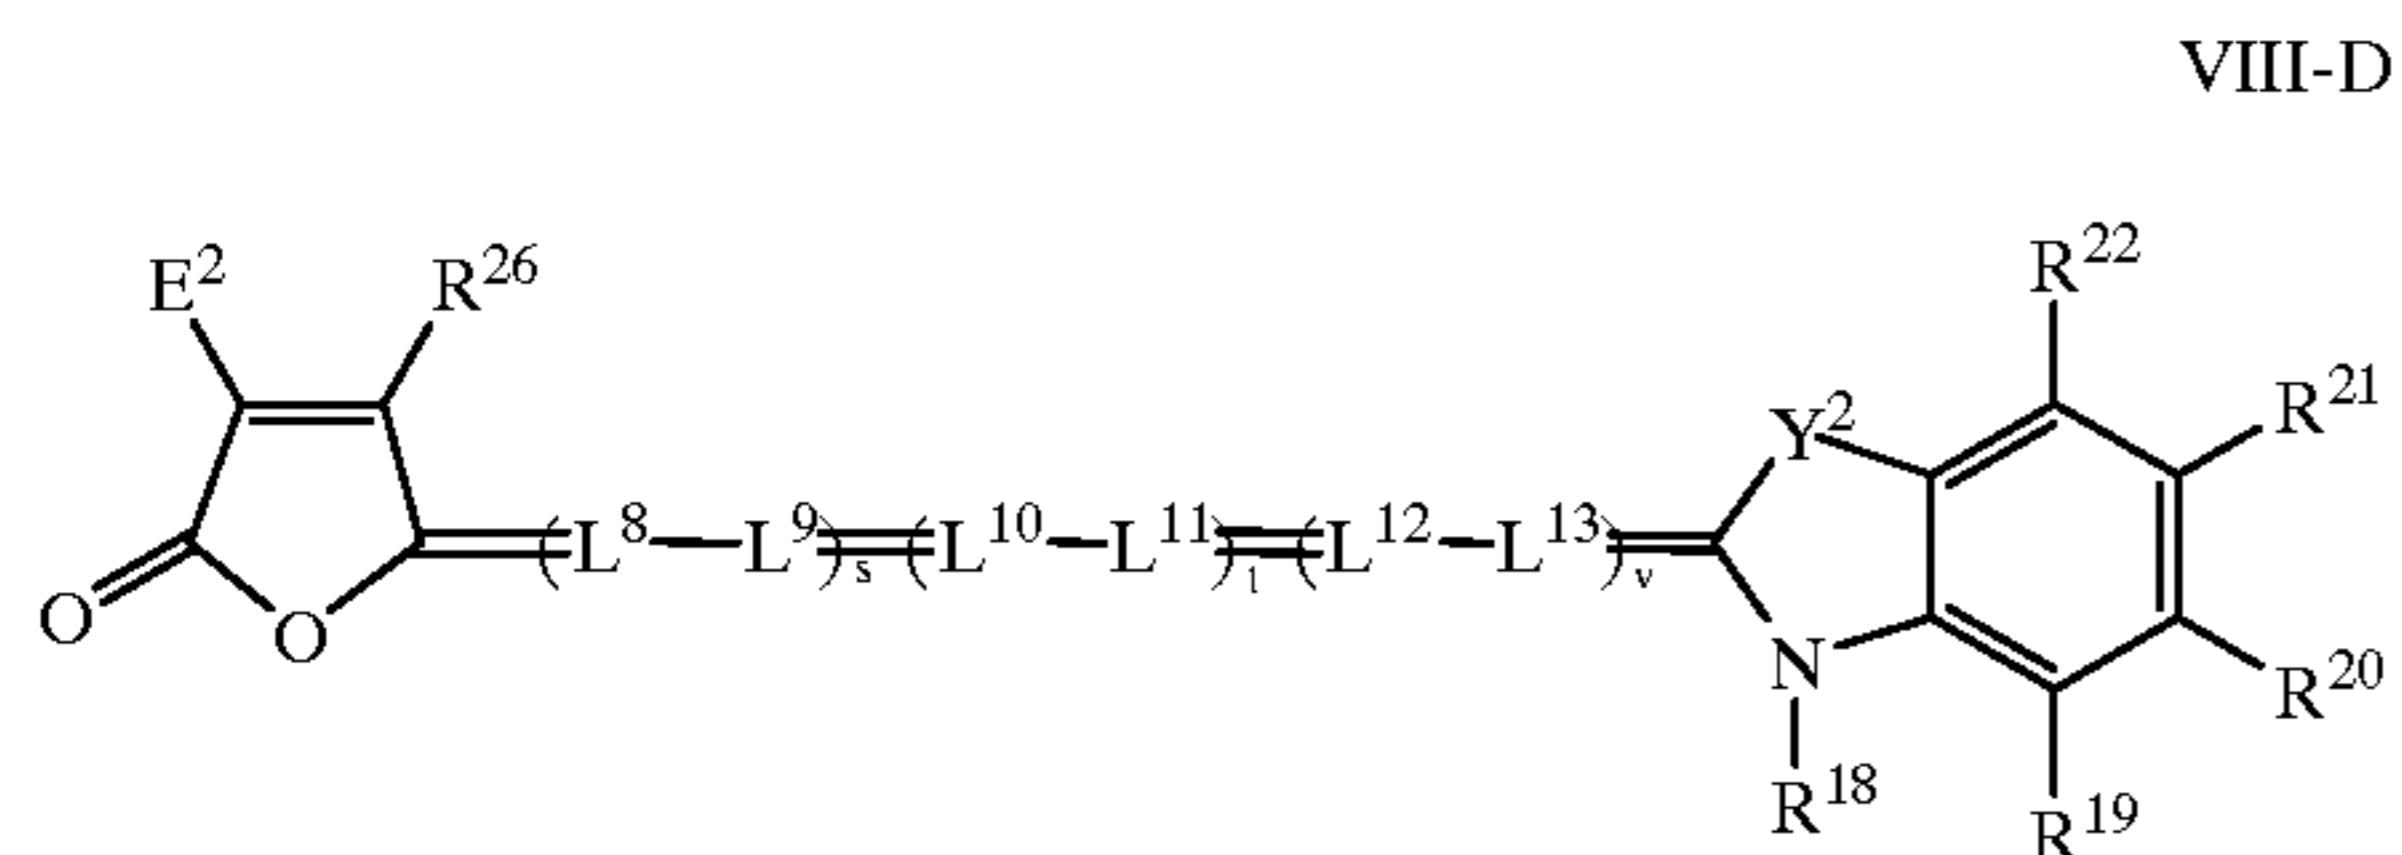 VIII-D
E² R²⁶ R²²
R²¹
Y²
(L⁸—L⁹)s=(L¹⁰—L¹¹)t=(L¹²—L¹³)v
O O N R²⁰
R¹⁸ R¹⁹